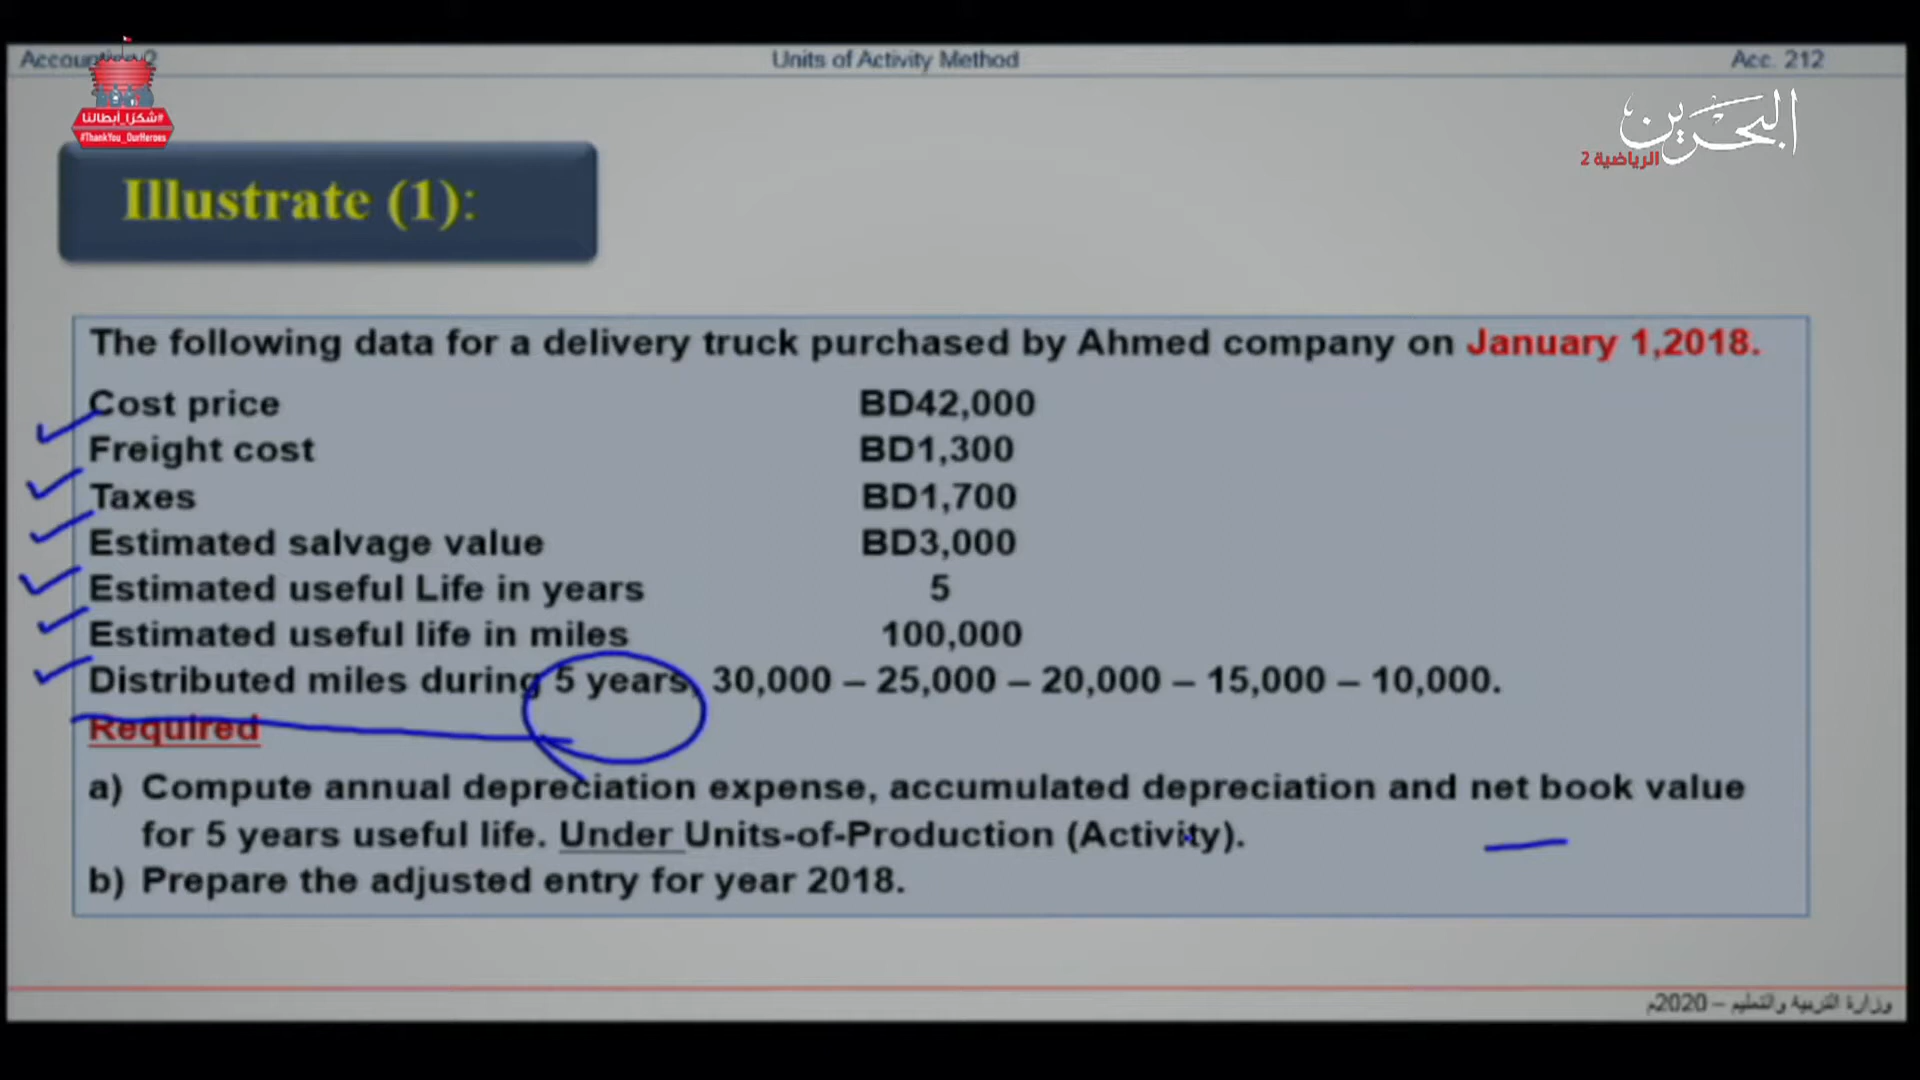 Accounting 2 Units of Activity Method Acc. 212
#شكرا_أبطالنا
#ThankYou_OurHeroes
البحرين
الرياضية 2
Illustrate (1):
The following data for a delivery truck purchased by Ahmed company on January 1,2018.
Cost price BD42,000
Freight cost BD1,300
Taxes BD1,700
Estimated salvage value BD3,000
Estimated useful Life in years 5
Estimated useful life in miles 100,000
Distributed miles during 5 years, 30,000 – 25,000 – 20,000 – 15,000 – 10,000.
Required
a) Compute annual depreciation expense, accumulated depreciation and net book value
for 5 years useful life. Under Units-of-Production (Activity).
b) Prepare the adjusted entry for year 2018.
وزارة التربية والتعليم – 2020م